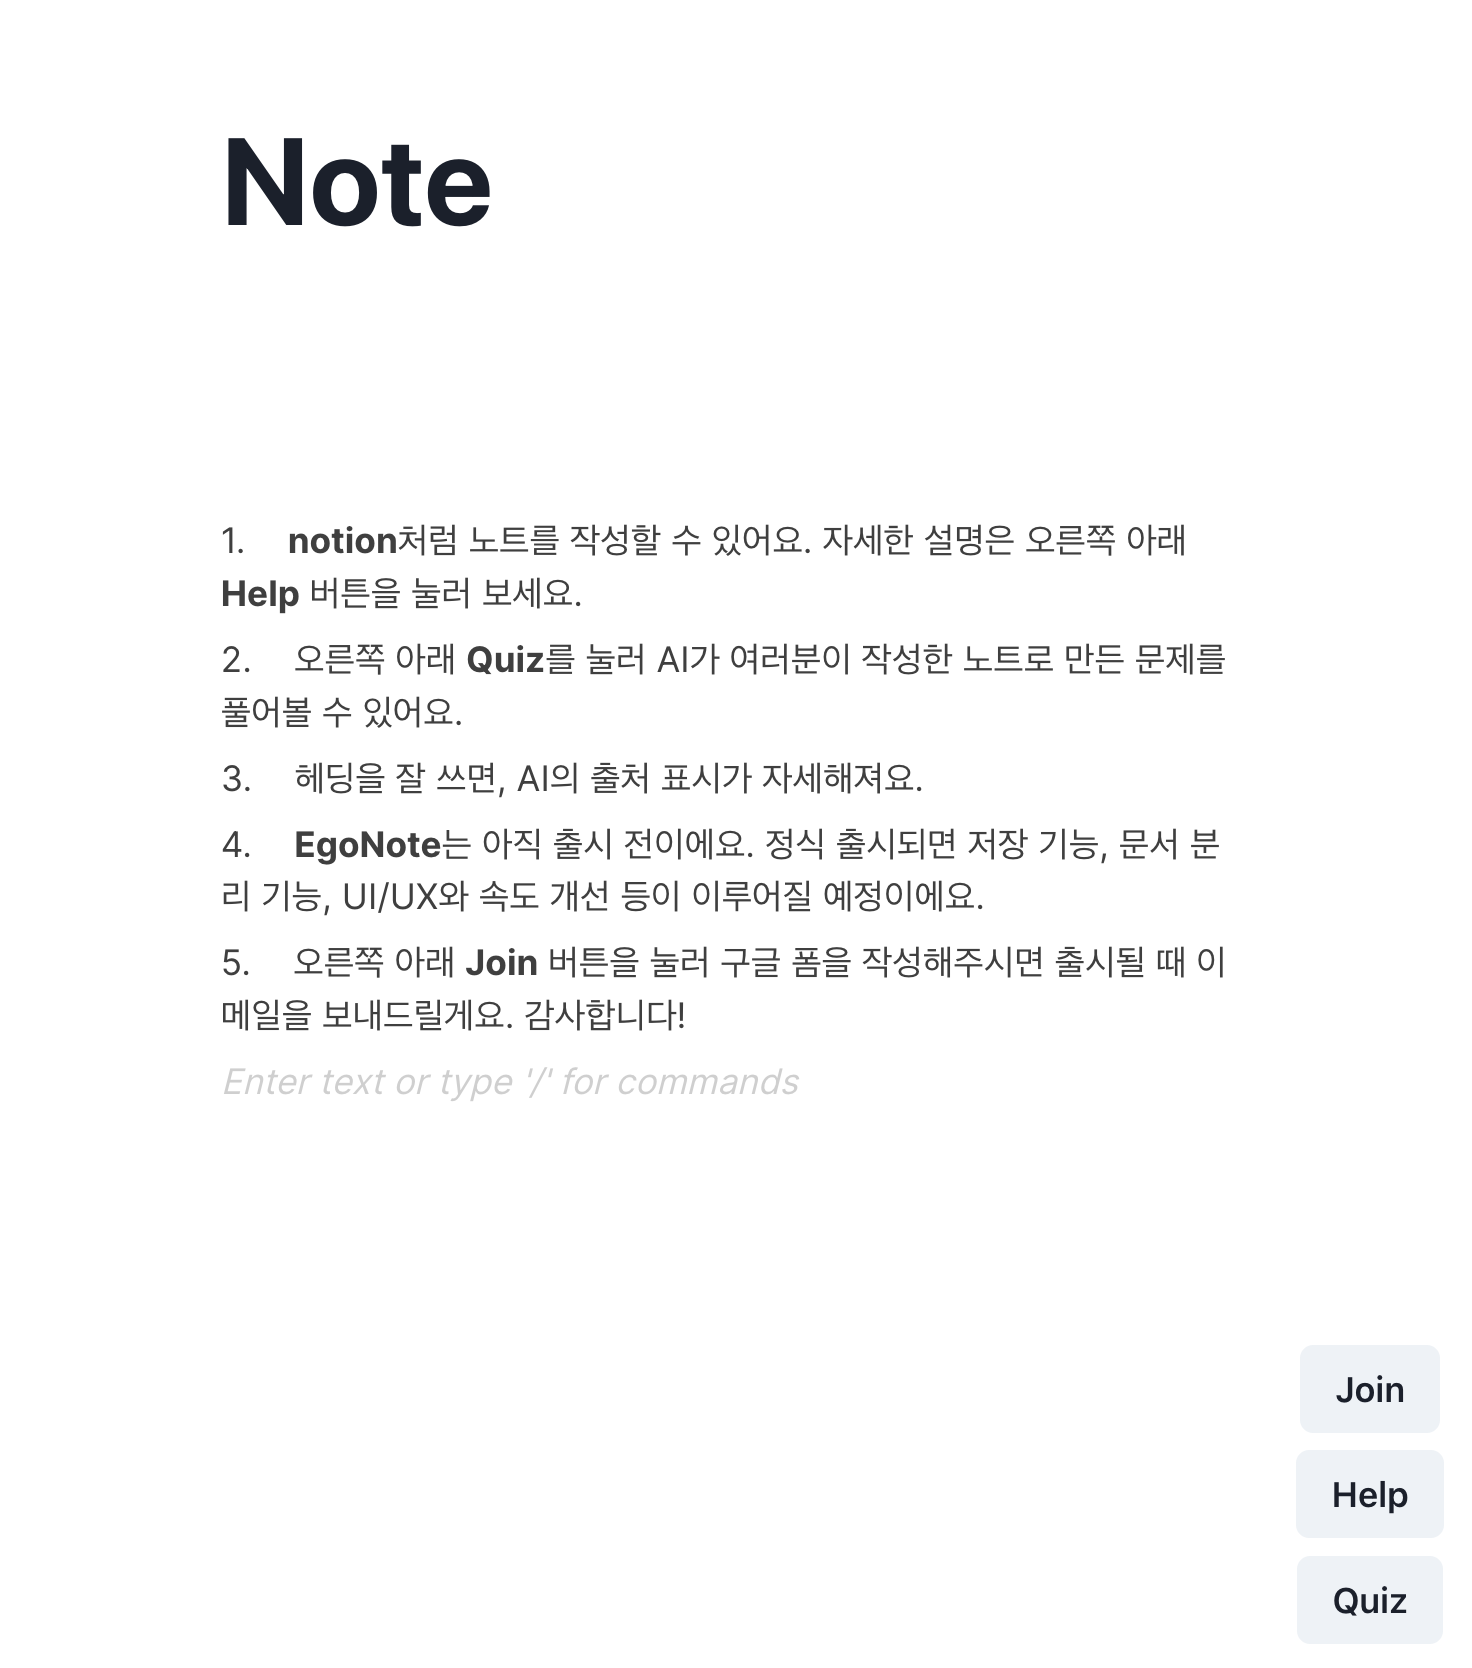 Note
1. notion처럼 노트를 작성할 수 있어요. 자세한 설명은 오른쪽 아래
Help 버튼을 눌러 보세요.
2. 오른쪽 아래 Quiz를 눌러 AI가 여러분이 작성한 노트로 만든 문제를
풀어볼 수 있어요.
3. 헤딩을 잘 쓰면, AI의 출처 표시가 자세해져요.
4. EgoNote는 아직 출시 전이에요. 정식 출시되면 저장 기능, 문서 분
리 기능, UI/UX와 속도 개선 등이 이루어질 예정이에요.
5. 오른쪽 아래 Join 버튼을 눌러 구글 폼을 작성해주시면 출시될 때 이
메일을 보내드릴게요. 감사합니다!
Enter text or type '/' for commands
Join
Help
Quiz